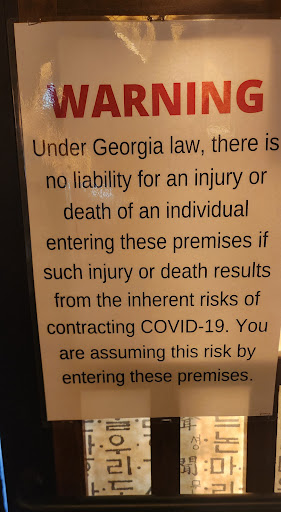 WARNING
Under Georgia law, there is
no liability for an injury or
death of an individual
entering these premises if
such injury or death results
from the inherent risks of
contracting COVID-19. You
are assuming this risk by
entering these premises.